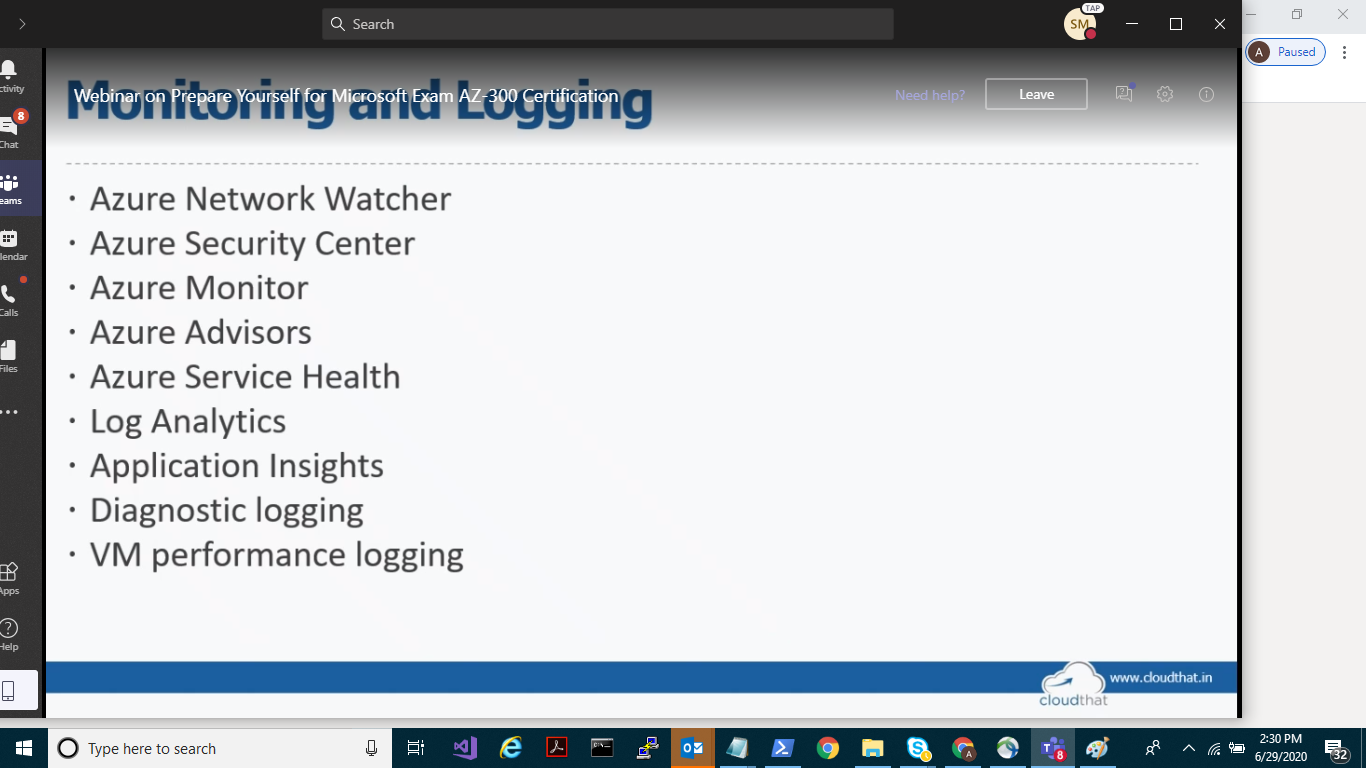 Search
TAP
SM
A
Paused
ctivity
8
Chat
eams
lendar
Calls
Files
Apps
Help
Monitoring and Logging
Webinar on Prepare Yourself for Microsoft Exam AZ-300 Certification
Need help?
Leave
· Azure Network Watcher
· Azure Security Center
· Azure Monitor
· Azure Advisors
· Azure Service Health
· Log Analytics
· Application Insights
· Diagnostic logging
· VM performance logging
cloudthat
www.cloudthat.in
Type here to search
A
8
2:30 PM
6/29/2020
32